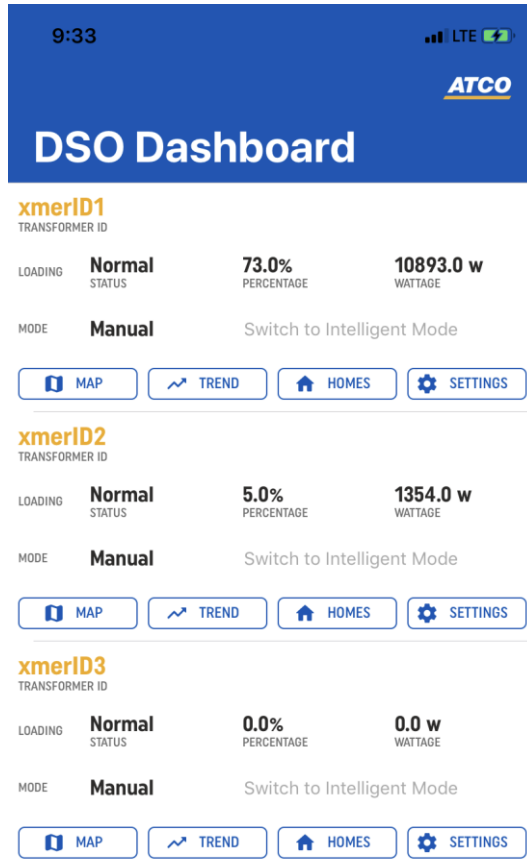 9:33 LTE
ATCO
DSO Dashboard
xmerID1
TRANSFORMER ID
LOADING Normal 73.0% 10893.0 w
STATUS PERCENTAGE WATTAGE
MODE Manual Switch to Intelligent Mode
MAP TREND HOMES SETTINGS
xmerID2
TRANSFORMER ID
LOADING Normal 5.0% 1354.0 w
STATUS PERCENTAGE WATTAGE
MODE Manual Switch to Intelligent Mode
MAP TREND HOMES SETTINGS
xmerID3
TRANSFORMER ID
LOADING Normal 0.0% 0.0 w
STATUS PERCENTAGE WATTAGE
MODE Manual Switch to Intelligent Mode
MAP TREND HOMES SETTINGS